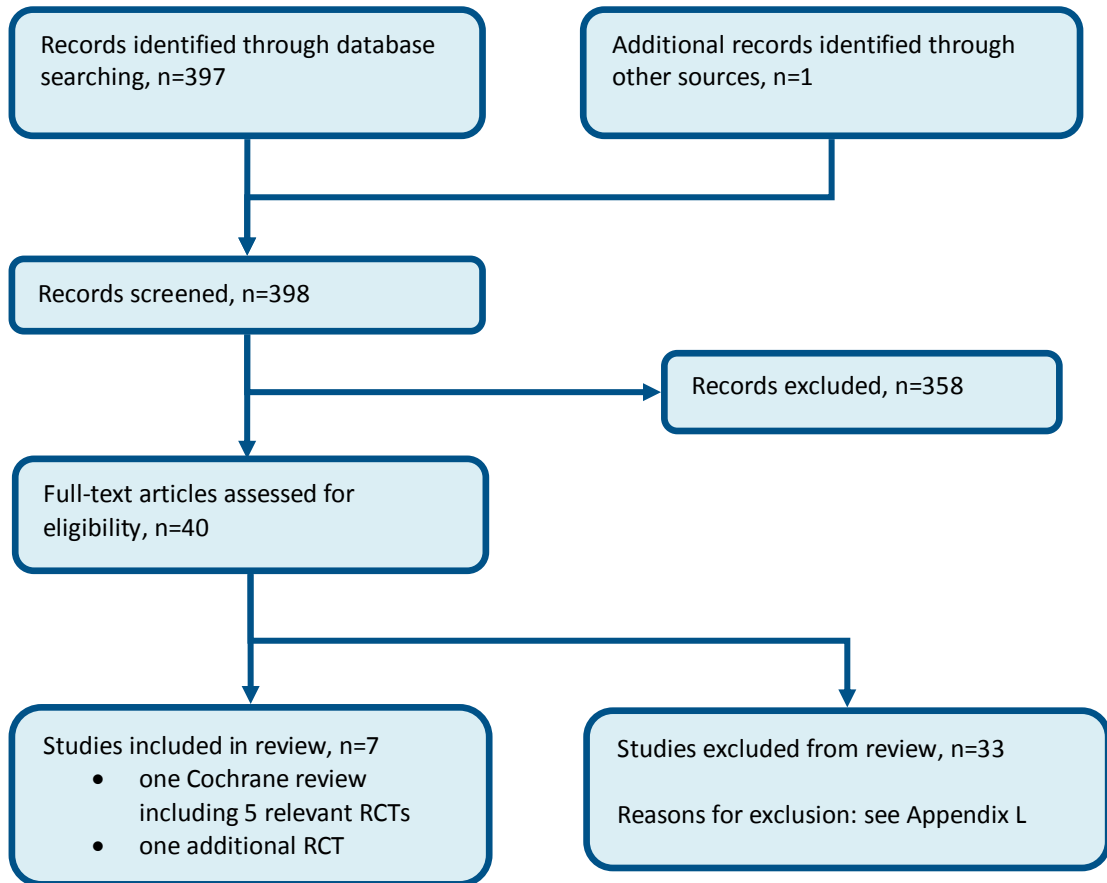 Records identified through database
searching, n=397
Additional records identified through
other sources, n=1
Records screened, n=398
Records excluded, n=358
Full-text articles assessed for
eligibility, n=40
Studies included in review, n=7
• one Cochrane review
including 5 relevant RCTs
• one additional RCT
Studies excluded from review, n=33
Reasons for exclusion: see Appendix L